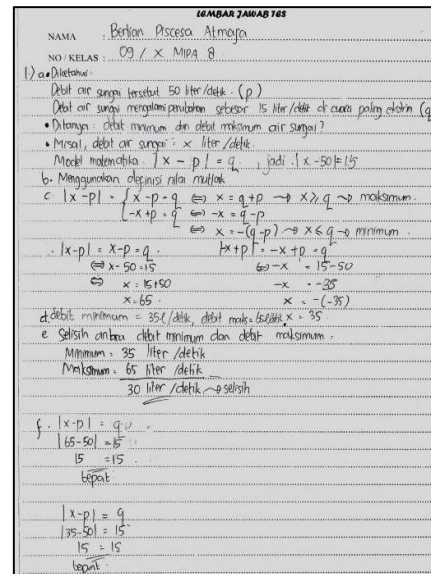 LEMBAR JAWAB TES
NAMA : Berlian Piscesa Atmaja
NO / KELAS : 09 / X MIPA 8
1) a. Diketahui :
Debit air sungai tersebut 50 liter/detik. (p)
Debit air sungai mengalami perubahan sebesar 15 liter/detik di cuaca paling ekstrim (q
• Ditanya : debit minimum dan debit maksimum air sungai?
• Misal, debit air sungai : x liter/detik.
Model matematika : |x - p| = q , jadi : |x - 50| = 15
b. Menggunakan definisi nilai mutlak
c |x - p| = { x - p = q ⇔ x = q + p → x ≥ q → maksimum.
-x + p = q ⇔ -x = q - p
⇔ x = -(q - p) → x ≤ q → minimum.
∴ |x - p| = x - p = q . |x + p| = -x + p = q
⇔ x - 50 = 15 ⇔ -x = 15 - 50
⇔ x = 15 + 50 -x = -35
x = 65 . x = -(-35)
d. debit minimum = 35 l/detik, debit maks = 65 l/detik x = 35
e selisih antara debit minimum dan debit maksimum :
Minimum : 35 liter /detik
Maksimum : 65 liter /detik
30 liter /detik → selisih
f. |x - p| = q
|65 - 50| = 15
15 = 15 .
tepat
|x - p| = q
|35 - 50| = 15
15 = 15
tepat